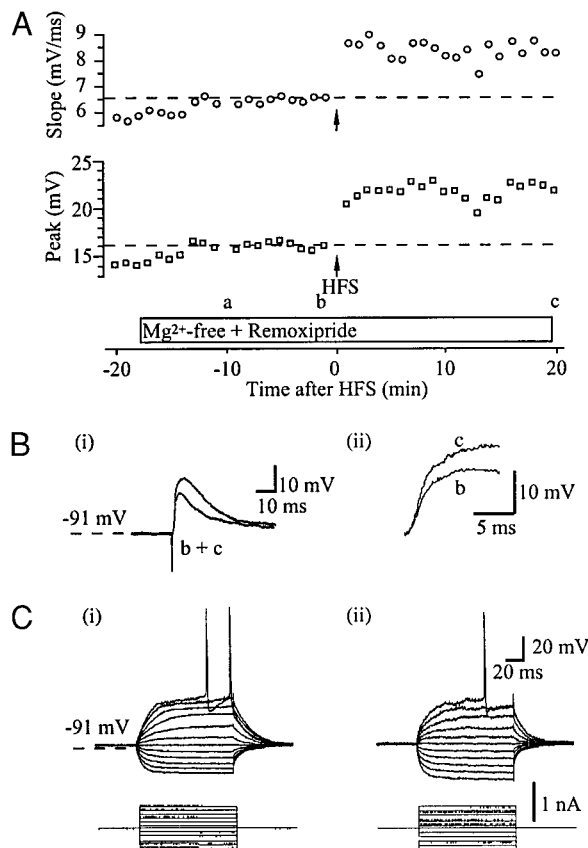 A
Slope (mV/ms)
9
8
7
6
Peak (mV)
25
20
15
HFS
a b c
Mg²⁺-free + Remoxipride
-20 -10 0 10 20
Time after HFS (min)
B
(i) (ii)
10 mV
10 ms
-91 mV
b + c
c
b
10 mV
5 ms
C
(i) (ii)
20 mV
20 ms
-91 mV
1 nA